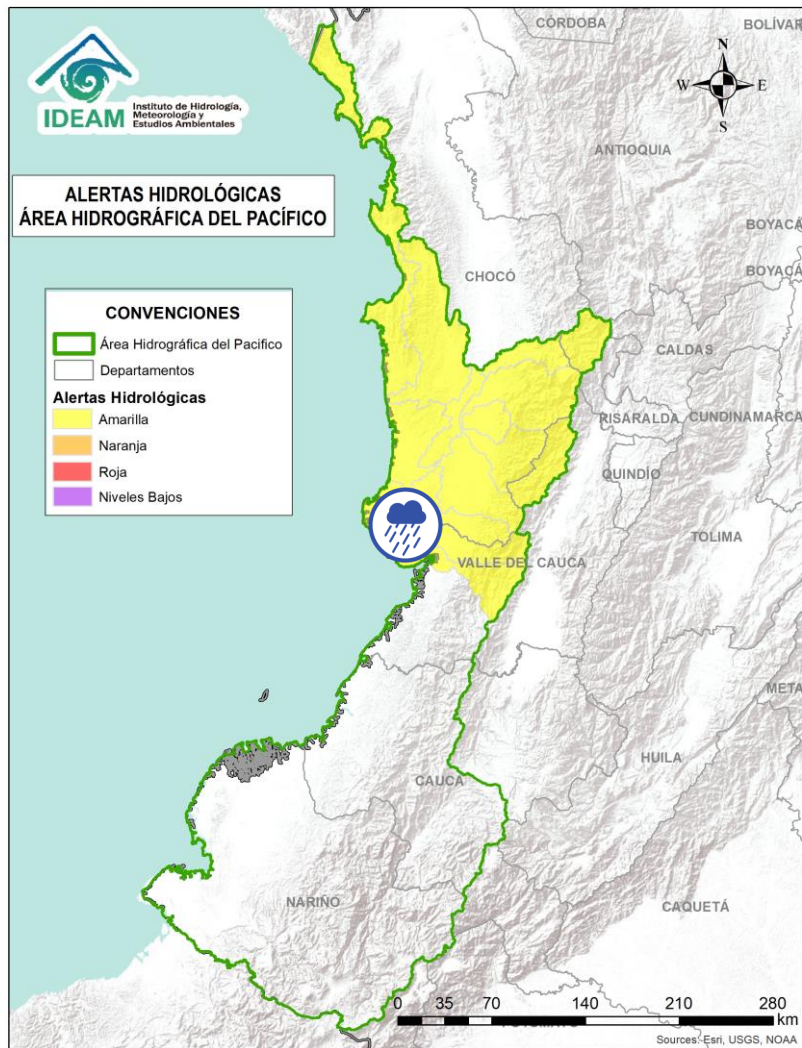 CÓRDOBA
BOLÍVAR
N
W
E
S
IDEAM
Instituto de Hidrología,
Meteorología y
Estudios Ambientales
ANTIOQUIA
ALERTAS HIDROLÓGICAS
ÁREA HIDROGRÁFICA DEL PACÍFICO
BOYACÁ
BOYACÁ
CHOCÓ
CONVENCIONES
Área Hidrográfica del Pacifico
Departamentos
Alertas Hidrológicas
Amarilla
Naranja
Roja
Niveles Bajos
CALDAS
RISARALDA
CUNDINAMARCA
QUINDÍO
TOLIMA
VALLE DEL CAUCA
META
HUILA
CAUCA
NARIÑO
CAQUETÁ
0 35 70 140 210 280
km
Sources: Esri, USGS, NOAA